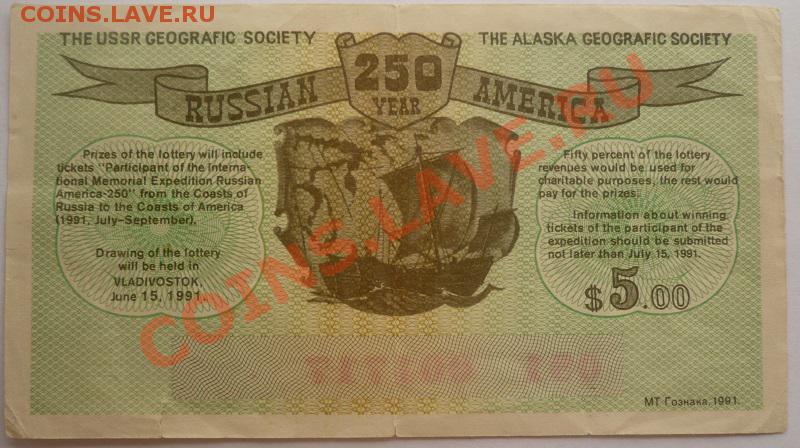 COINS.LAVE.RU
THE USSR GEOGRAFIC SOCIETY
THE ALASKA GEOGRAFIC SOCIETY
RUSSIAN
250
YEAR
AMERICA
Prizes of the lottery will include
tickets "Participant of the Interna-
tional Memorial Expedition Russian
America-250" from the Coasts of
Russia to the Coasts of America
(1991, July–September).
Drawing of the lottery
will be held in
VLADIVOSTOK,
June 15, 1991.
Fifty percent of the lottery
revenues would be used for
charitable purposes, the rest would
pay for the prizes.
Information about winning
tickets of the participant of the
expedition should be submitted
not later than July 15, 1991.
$5.00
COINS.LAVE.RU
МТ Гознака. 1991.